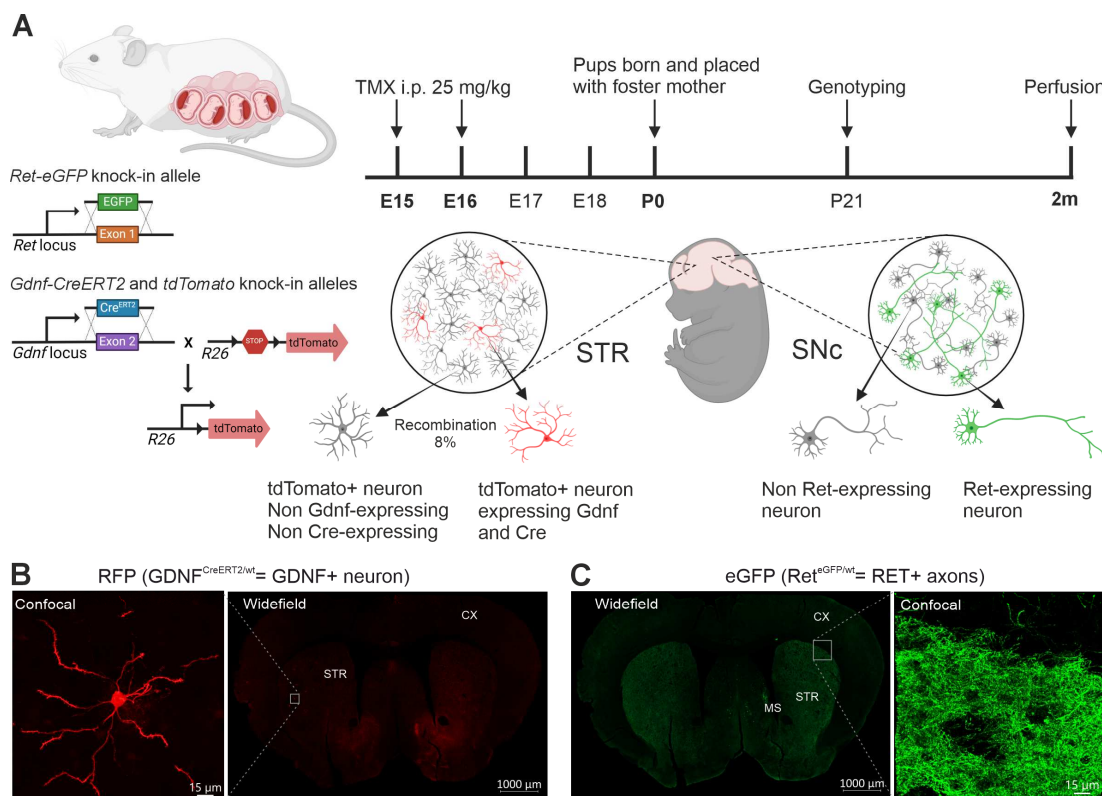 A
TMX i.p. 25 mg/kg
Pups born and placed
with foster mother
Genotyping
Perfusion
E15
E16
E17
E18
P0
P21
2m
Ret-eGFP knock-in allele
EGFP
Exon 1
Ret locus
Gdnf-CreERT2 and tdTomato knock-in alleles
CreERT2
Exon 2
Gdnf locus
x
R26
STOP
tdTomato
R26
tdTomato
STR
SNc
Recombination
8%
tdTomato+ neuron
Non Gdnf-expressing
Non Cre-expressing
tdTomato+ neuron
expressing Gdnf
and Cre
Non Ret-expressing
neuron
Ret-expressing
neuron
B
RFP (GDNFCreERT2/wt= GDNF+ neuron)
Confocal
15 µm
Widefield
CX
STR
1000 µm
C
eGFP (ReteGFP/wt= RET+ axons)
Widefield
CX
STR
MS
1000 µm
Confocal
15 µm